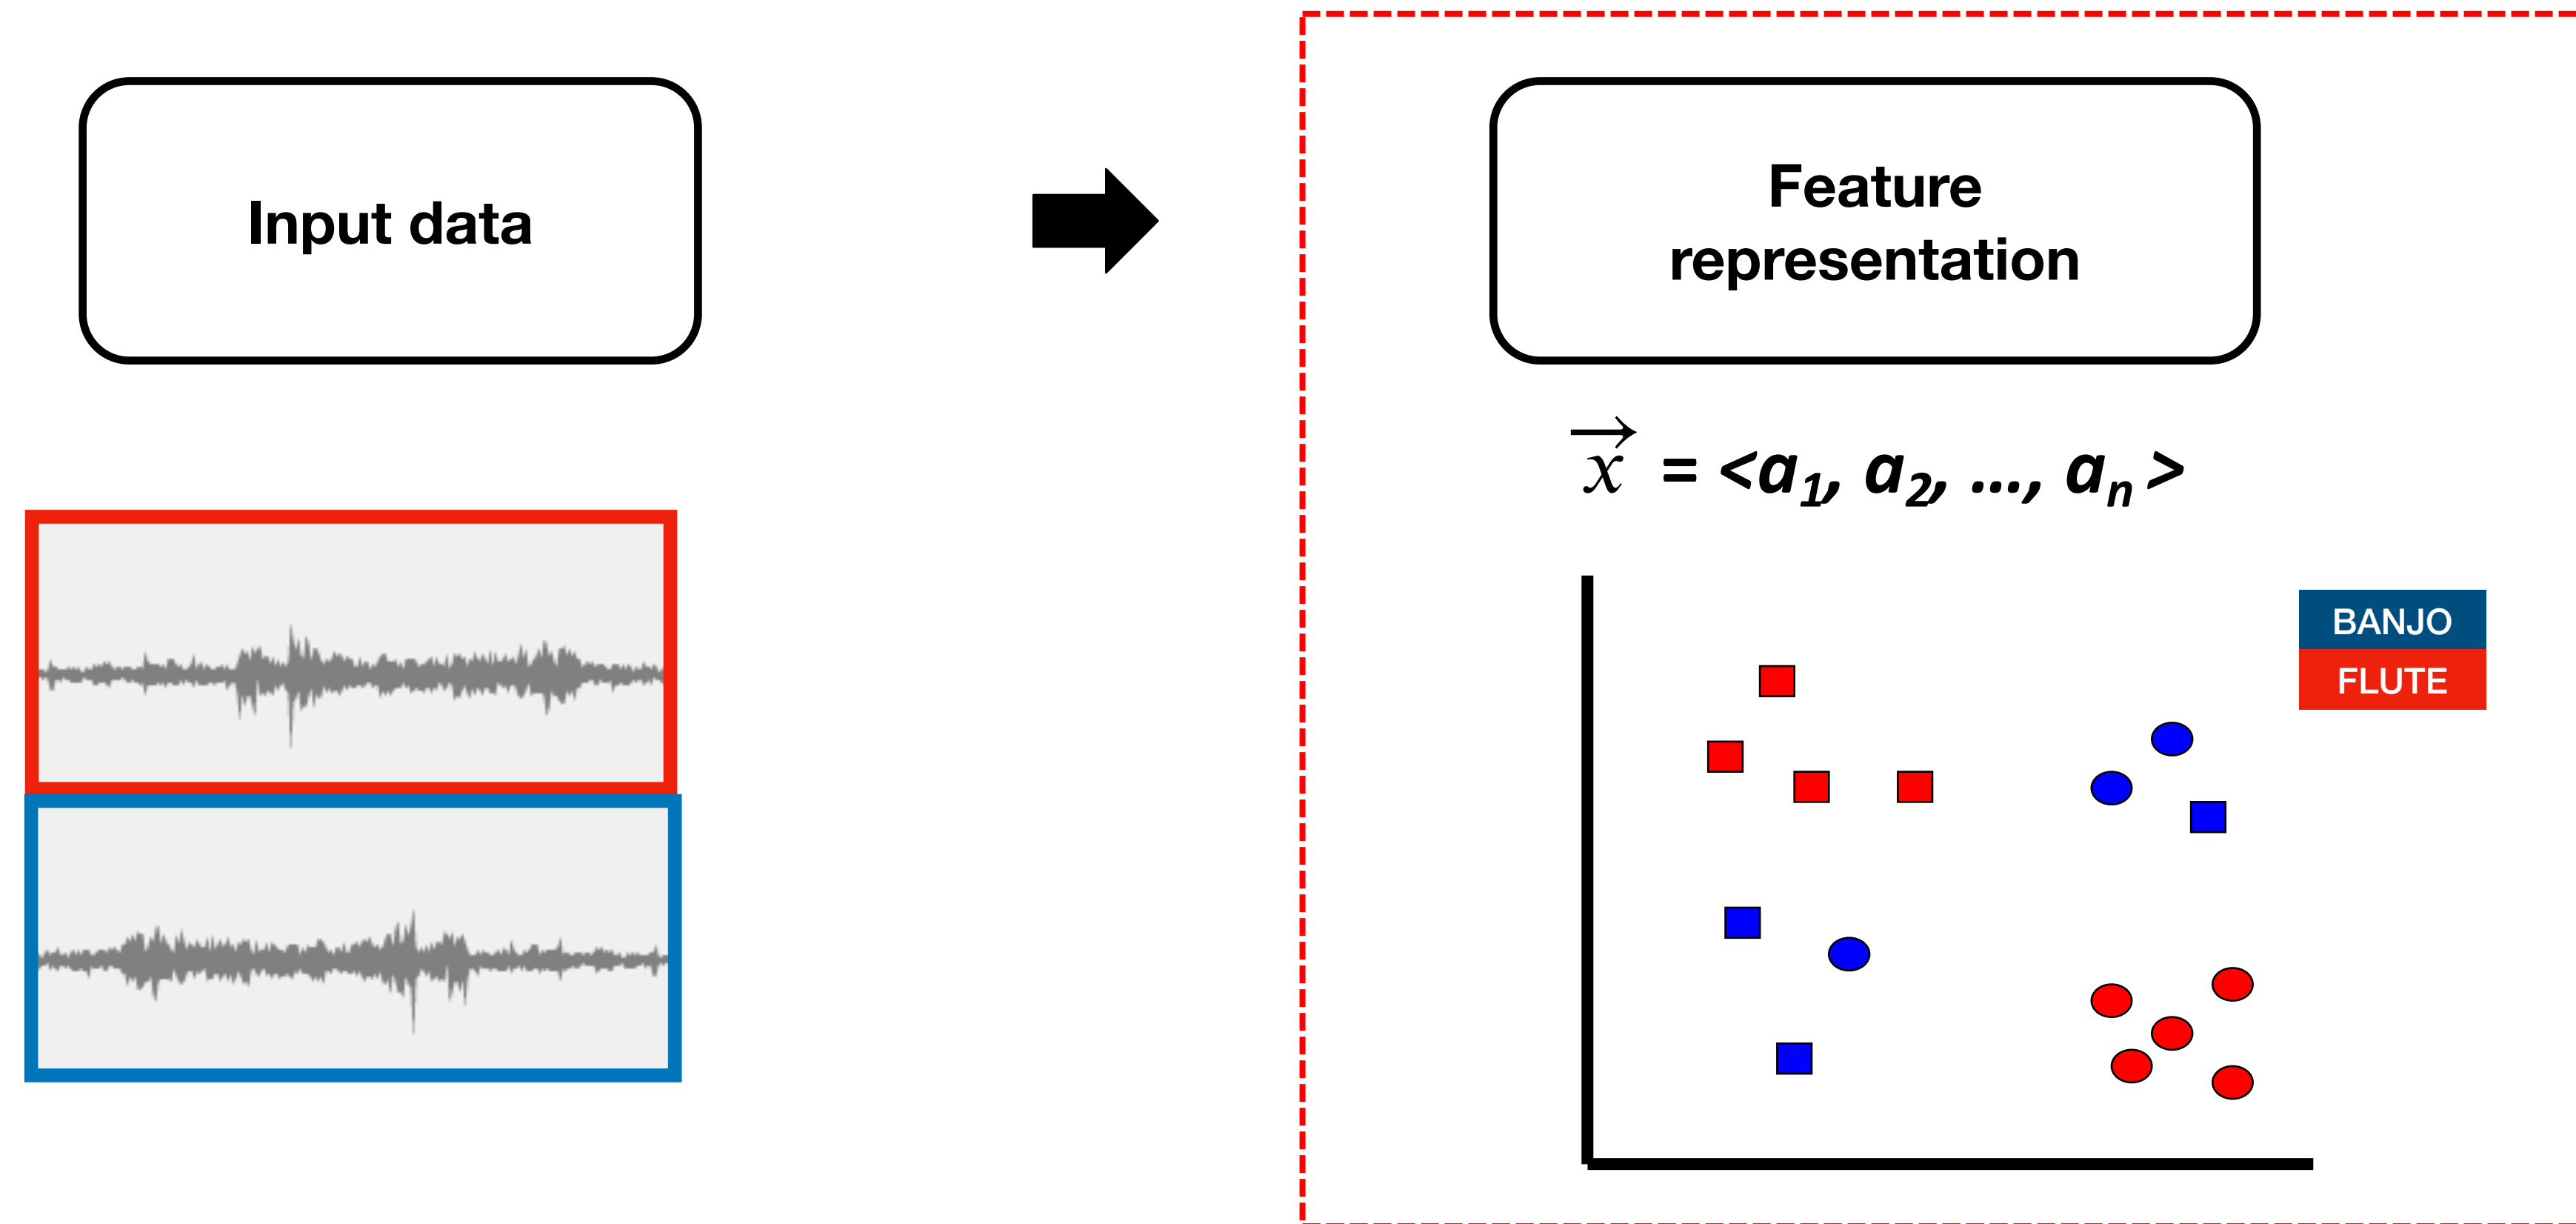 Input data
Feature
representation
x⃗ = <a₁, a₂, ..., aₙ>
BANJO
FLUTE